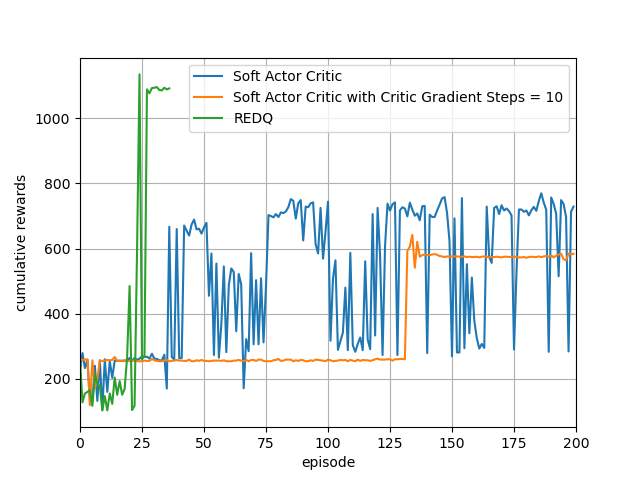 Soft Actor Critic
Soft Actor Critic with Critic Gradient Steps = 10
REDQ
1000
800
600
400
200
cumulative rewards
0 25 50 75 100 125 150 175 200
episode